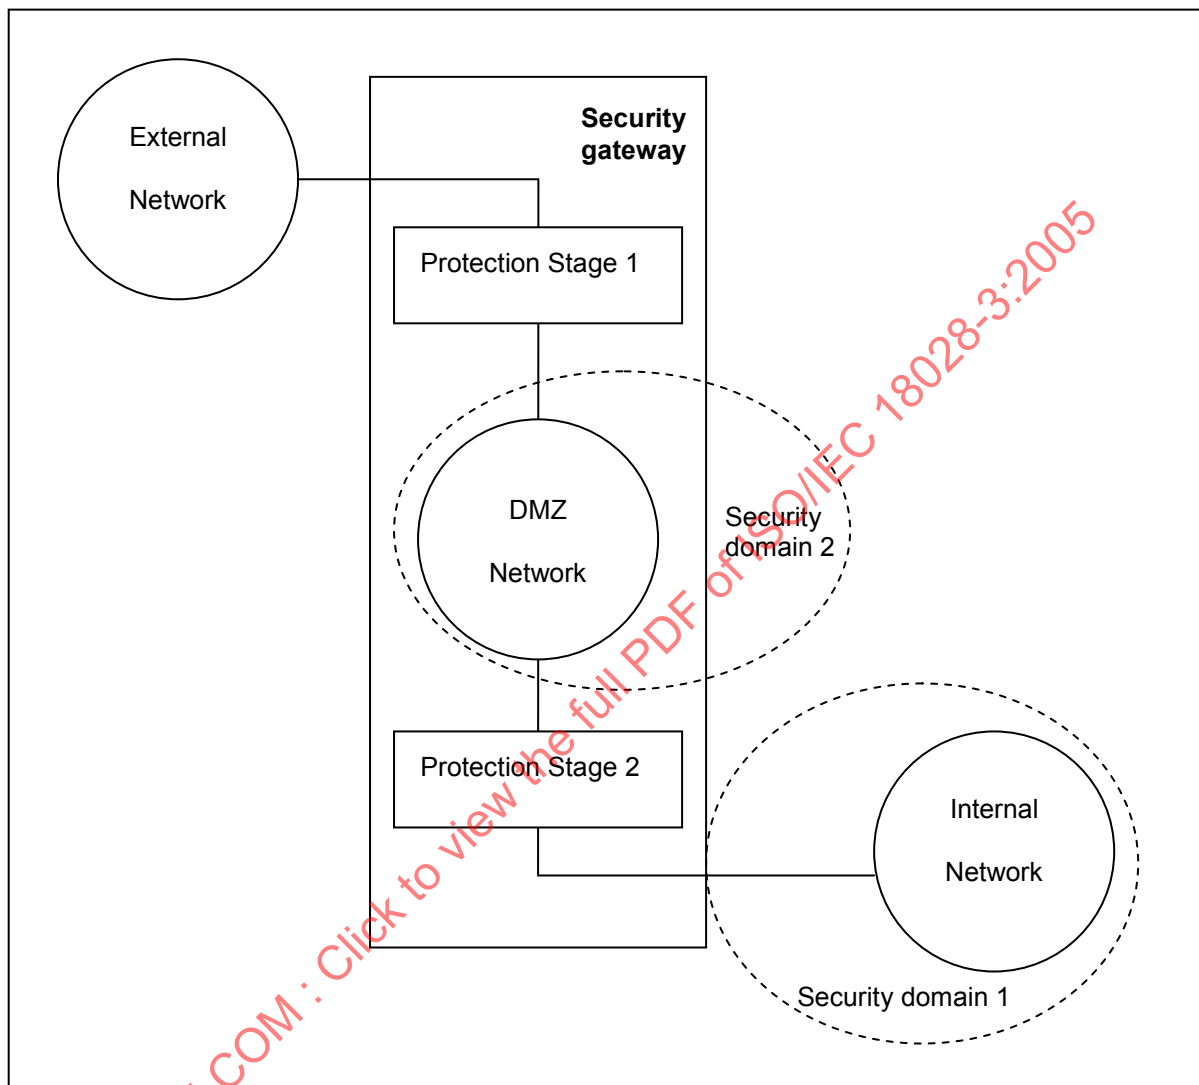 External
Network
Security
gateway
Protection Stage 1
DMZ
Network
Security
domain 2
Protection Stage 2
Internal
Network
Security domain 1
COM : Click to view the full PDF of ISO/IEC 18028-3:2005